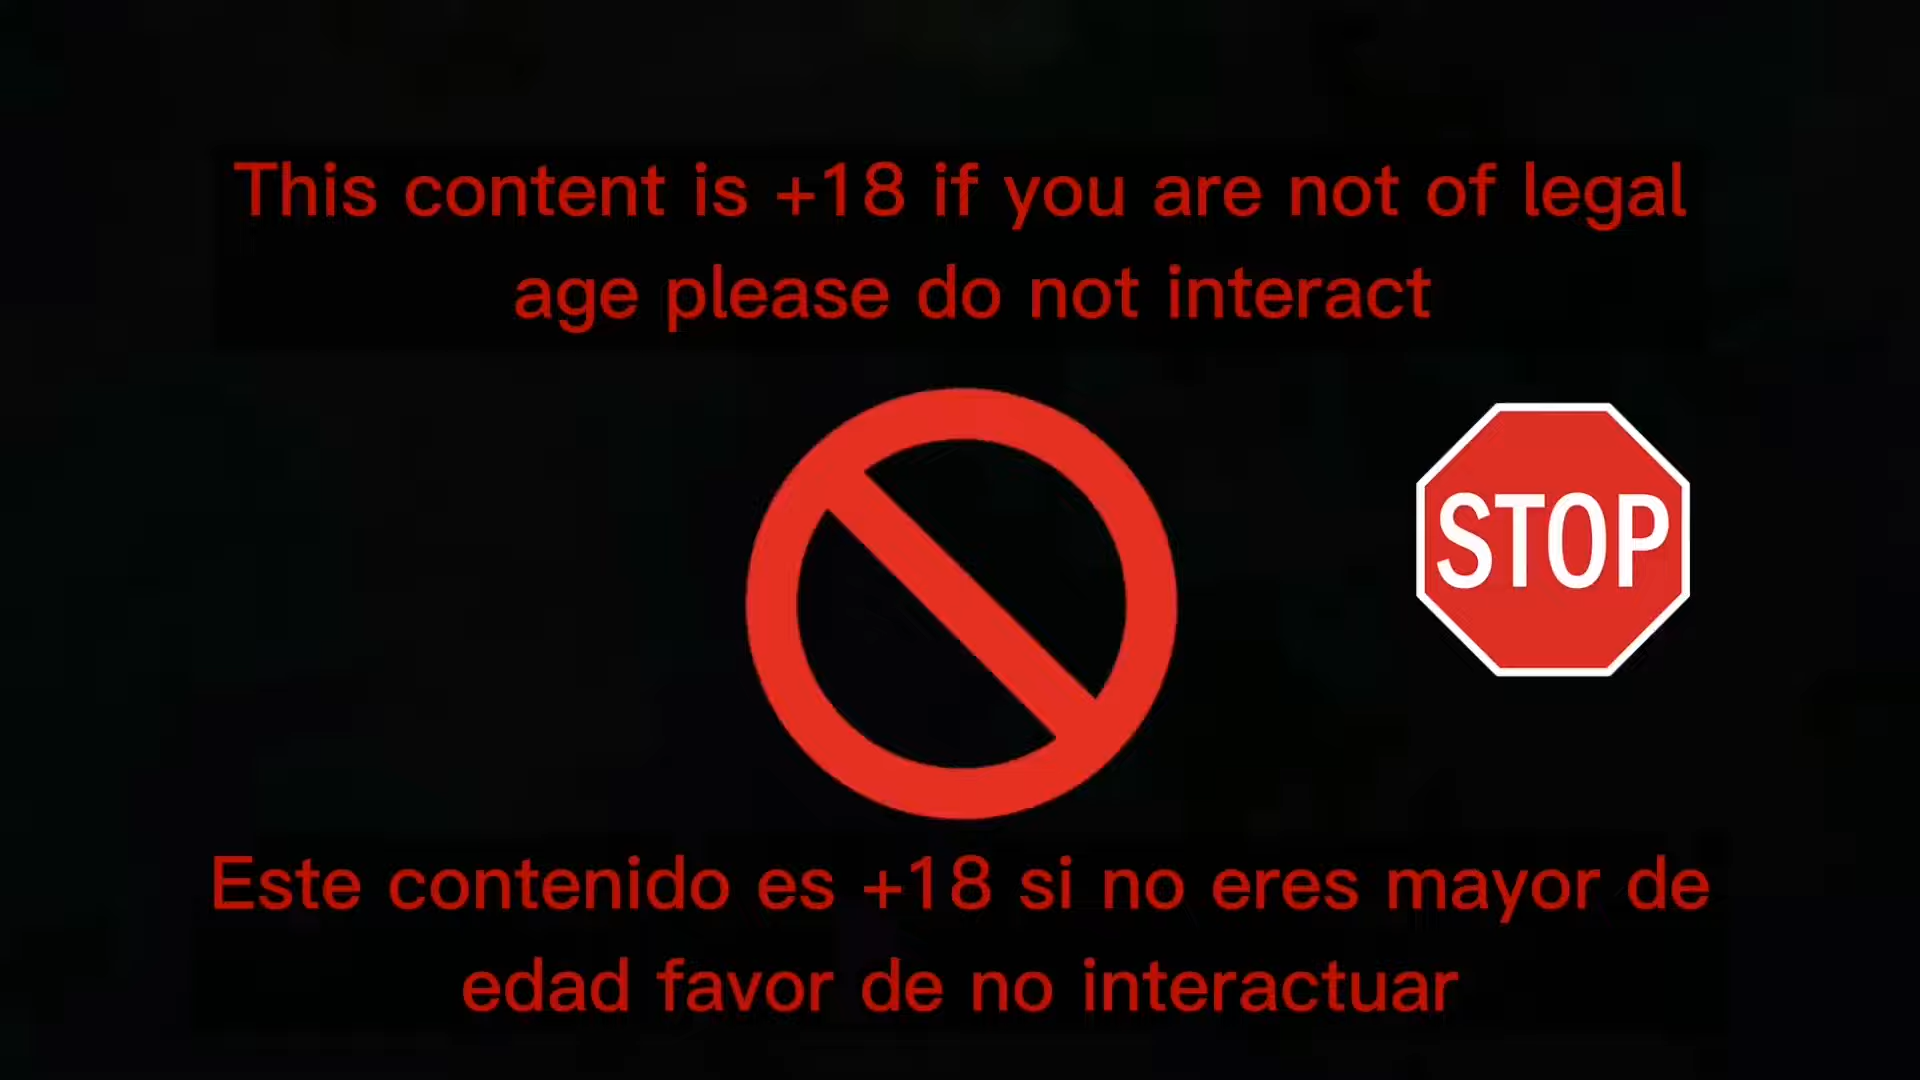 This content is +18 if you are not of legal
age please do not interact
STOP
Este contenido es +18 si no eres mayor de
edad favor de no interactuar